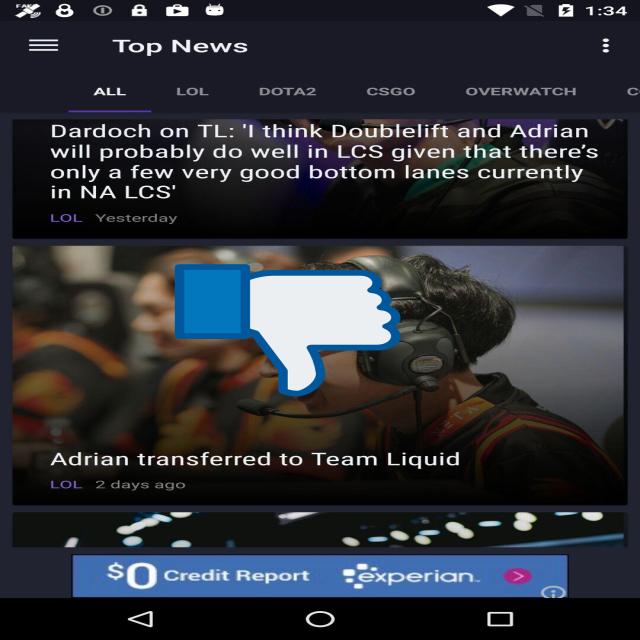 1:34
Top News
ALL LOL DOTA2 CSGO OVERWATCH
Dardoch on TL: 'I think Doublelift and Adrian
will probably do well in LCS given that there's
only a few very good bottom lanes currently
in NA LCS'
LOL Yesterday
Adrian transferred to Team Liquid
LOL 2 days ago
$0 Credit Report experian